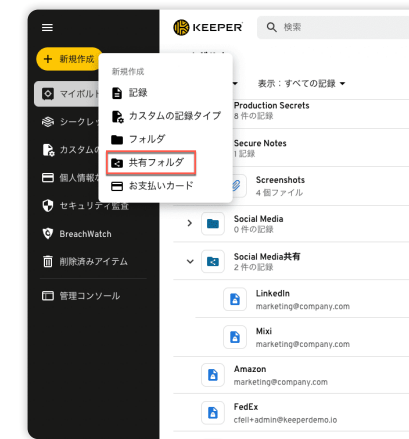 KEEPER
検索
新規作成
新規作成
記録
カスタムの記録タイプ
フォルダ
共有フォルダ
お支払いカード
マイボルト
シークレッ
カスタム
個人情報
セキュリティ監査
BreachWatch
削除済みアイテム
管理コンソール
表示：すべての記録
Production Secrets
8 件の記録
Secure Notes
1 記録
Screenshots
4 個ファイル
Social Media
0 件の記録
Social Media共有
2 件の記録
LinkedIn
marketing@company.com
Mixi
marketing@company.com
Amazon
marketing@company.com
FedEx
cfeli+admin@keeperdemo.io